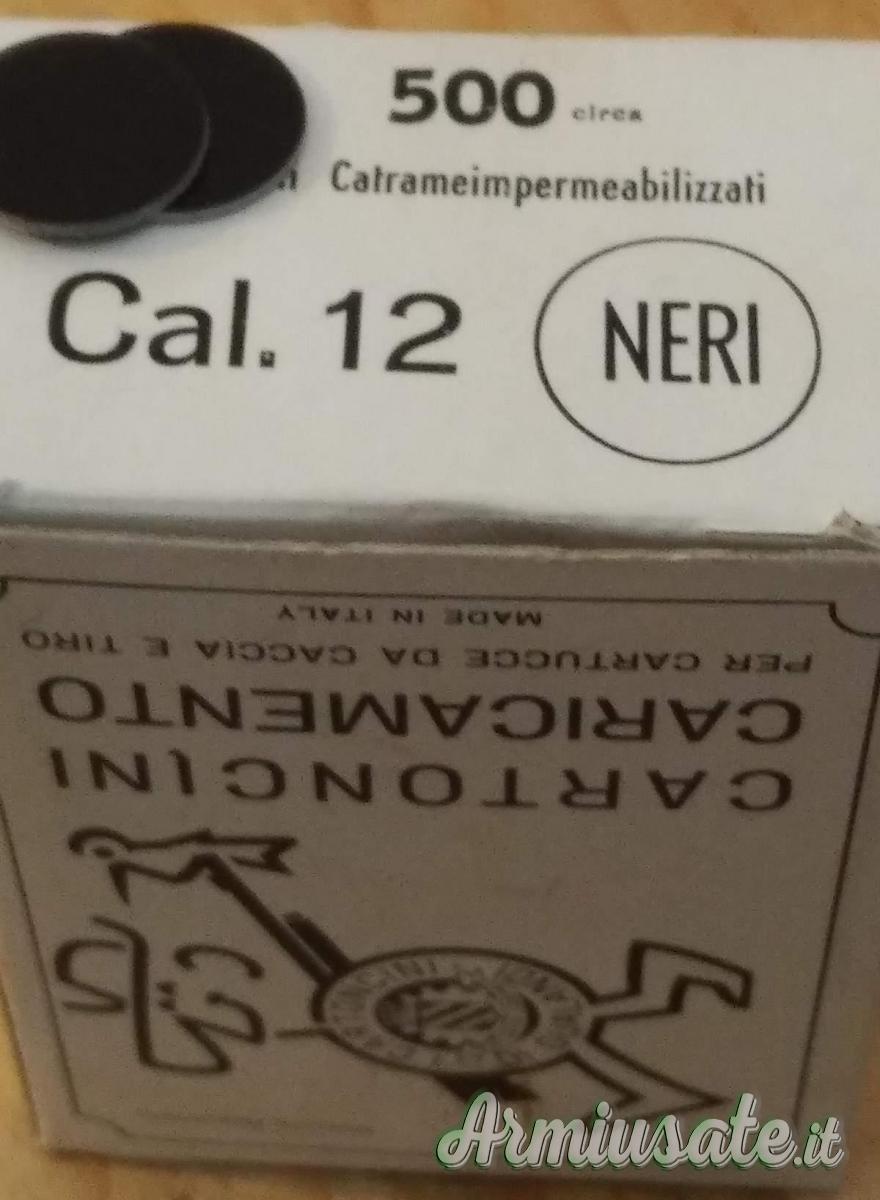 500 circa
Catrameimpermeabilizzati
Cal. 12
NERI
CARTONCINI
CARICAMENTO
PER CARTUCCE DA CACCIA E TIRO
MADE IN ITALY
Armiusate.it